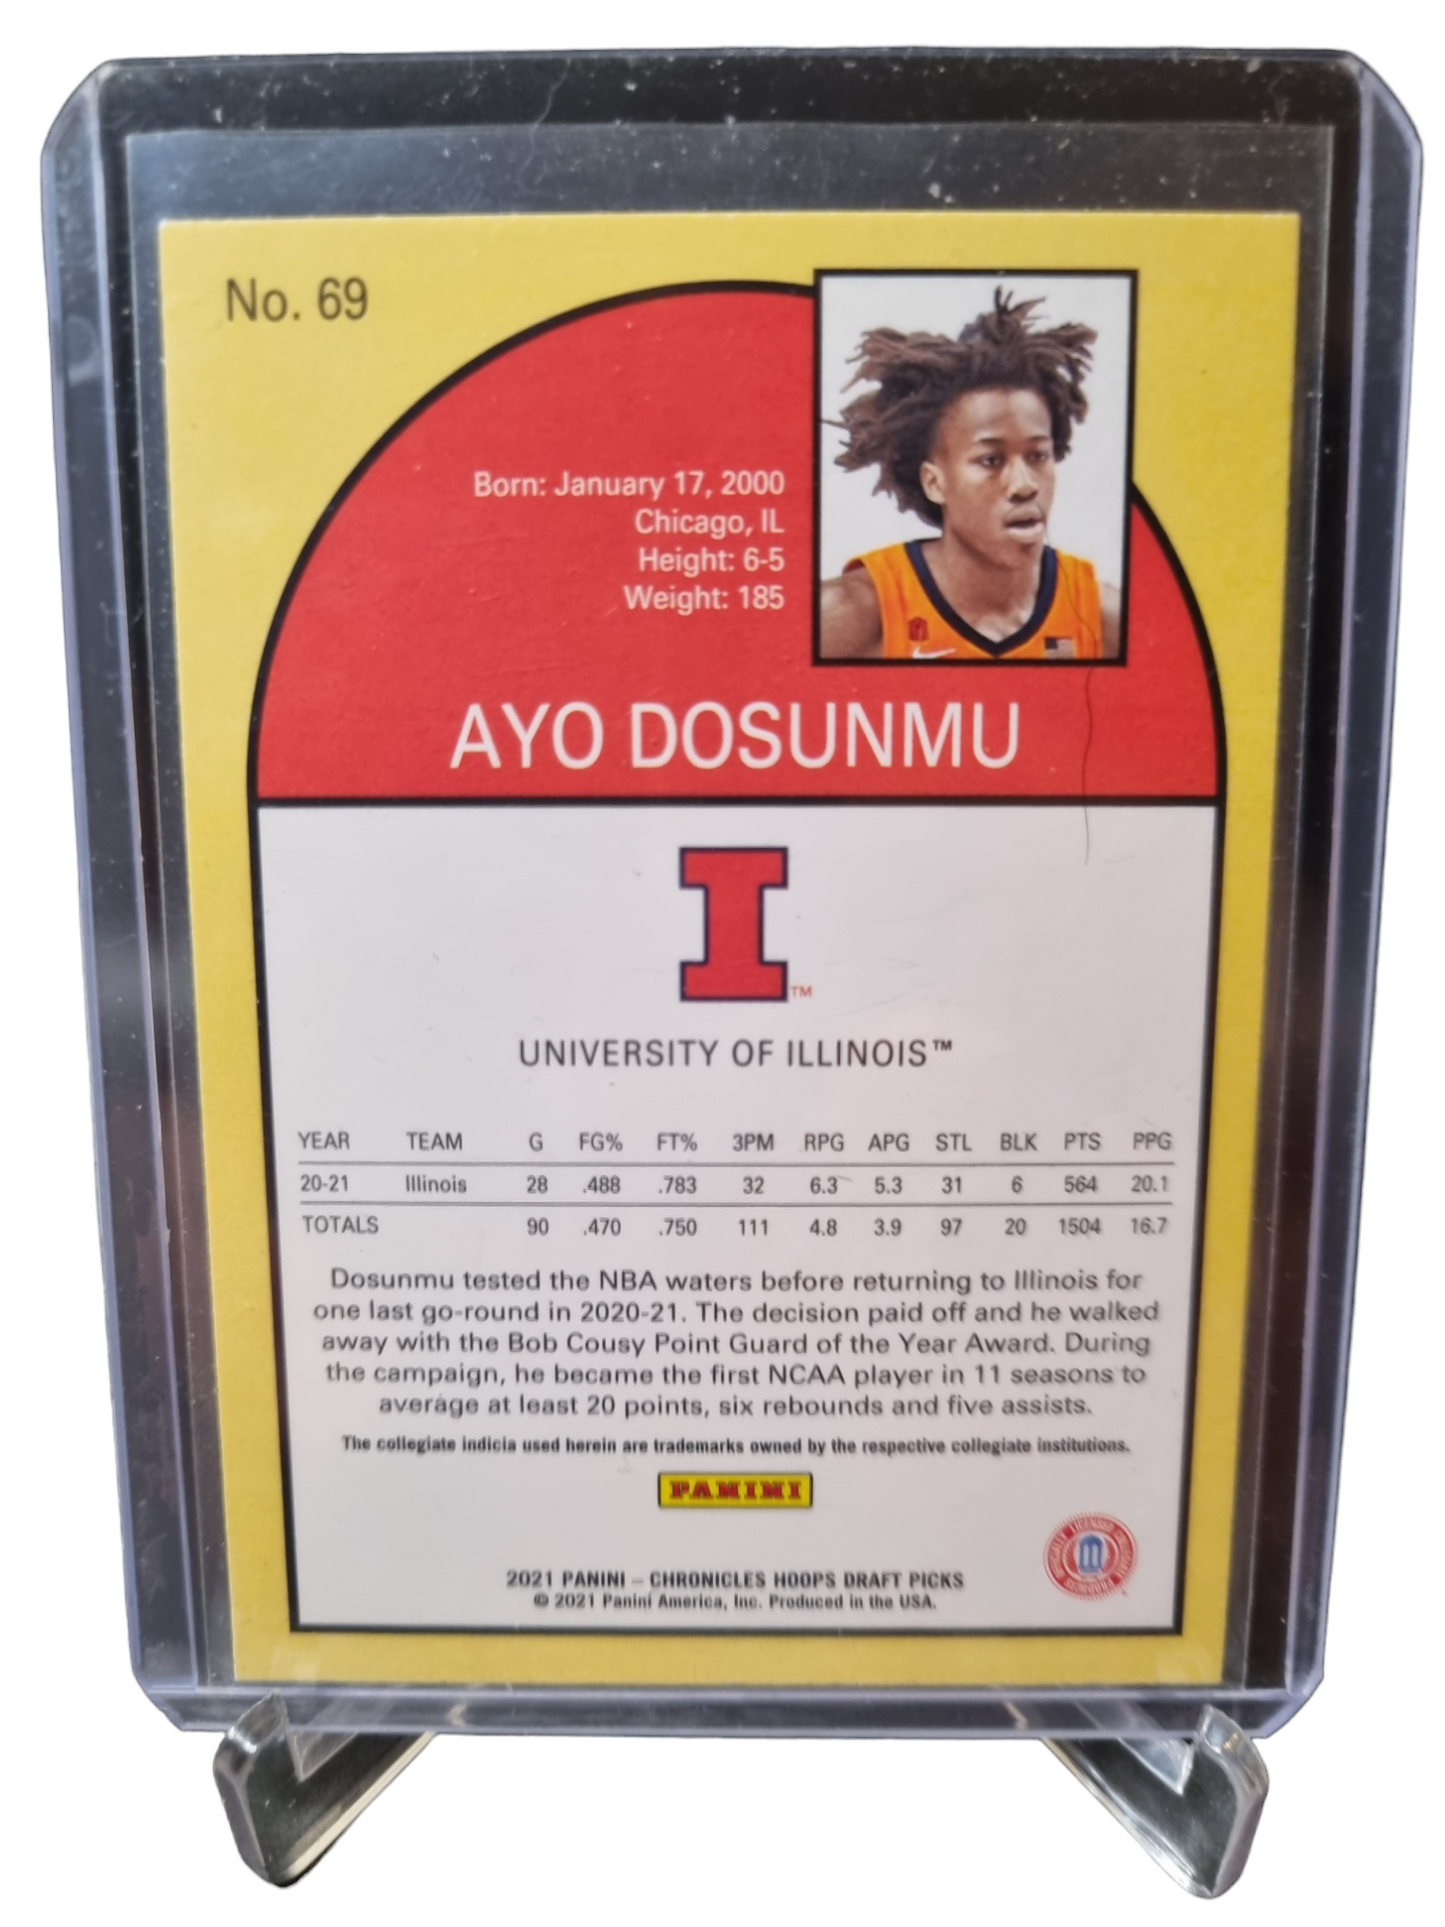 No. 69
Born: January 17, 2000
Chicago, IL
Height: 6-5
Weight: 185
AYO DOSUNMU
I TM
UNIVERSITY OF ILLINOIS™
YEAR TEAM G FG% FT% 3PM RPG APG STL BLK PTS PPG
20-21 Illinois 28 .488 .783 32 6.3 5.3 31 6 564 20.1
TOTALS 90 .470 .750 111 4.8 3.9 97 20 1504 16.7
Dosunmu tested the NBA waters before returning to Illinois for
one last go-round in 2020-21. The decision paid off and he walked
away with the Bob Cousy Point Guard of the Year Award. During
the campaign, he became the first NCAA player in 11 seasons to
average at least 20 points, six rebounds and five assists.
The collegiate indicia used herein are trademarks owned by the respective collegiate institutions.
PANINI
2021 PANINI – CHRONICLES HOOPS DRAFT PICKS
© 2021 Panini America, Inc. Produced in the USA.